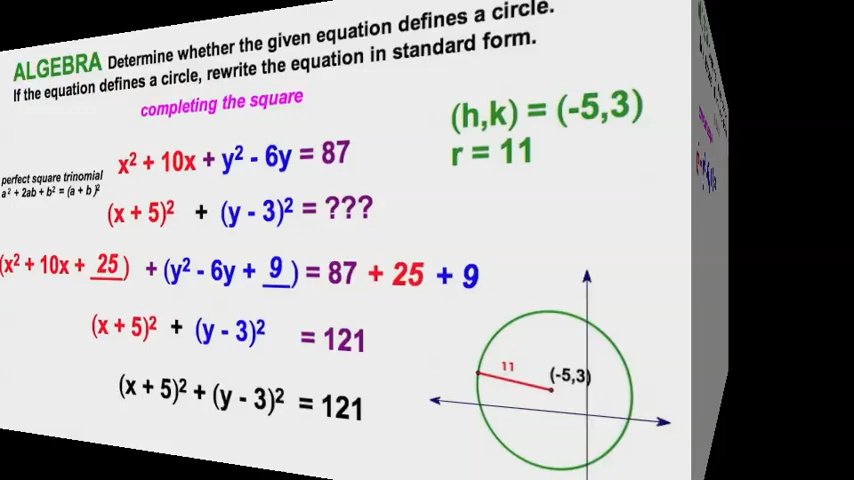 ALGEBRA Determine whether the given equation defines a circle.
If the equation defines a circle, rewrite the equation in standard form.
completing the square
(h,k) = (-5,3)
r = 11
x² + 10x + y² - 6y = 87
perfect square trinomial
a² + 2ab + b² = (a + b)²
(x + 5)² + (y - 3)² = ???
(x² + 10x + 25) + (y² - 6y + 9) = 87 + 25 + 9
(x + 5)² + (y - 3)² = 121
(x + 5)² + (y - 3)² = 121
11
(-5,3)